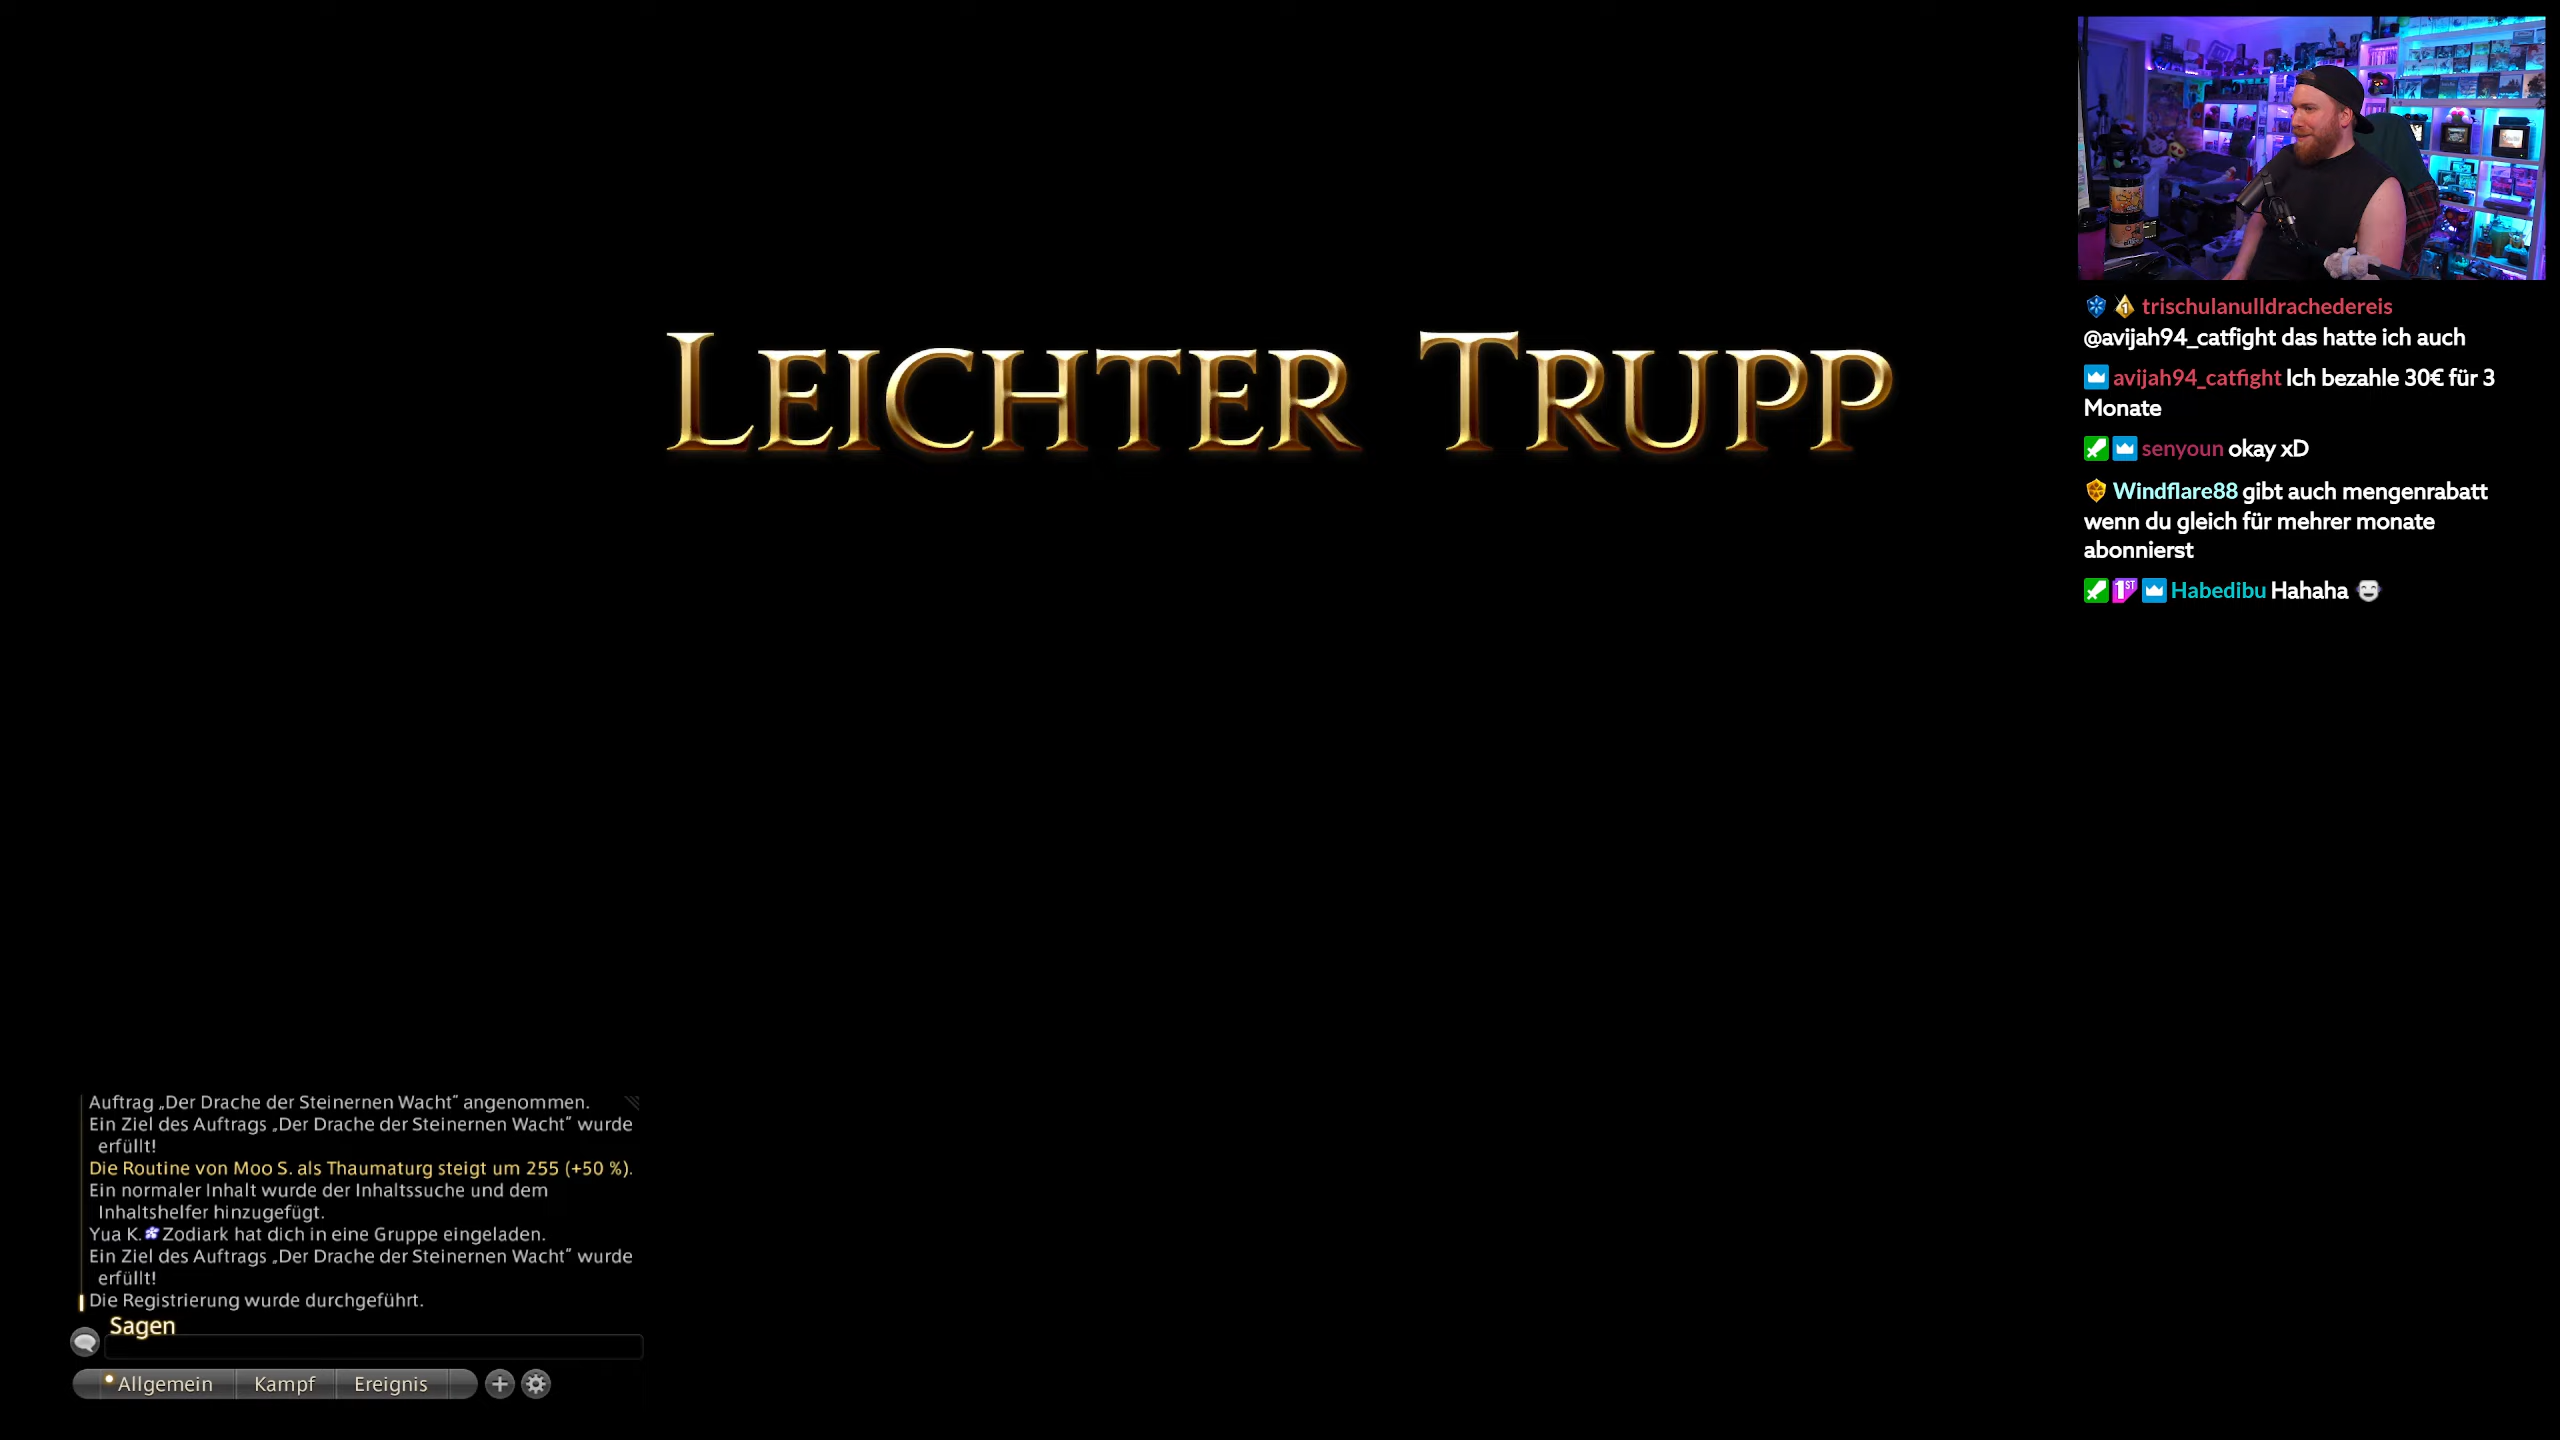 LEICHTER TRUPP
trischulanulldrachedereis
@avijah94_catfight das hatte ich auch
avijah94_catfight Ich bezahle 30€ für 3
Monate
senyoun okay xD
Windflare88 gibt auch mengenrabatt
wenn du gleich für mehrer monate
abonnierst
1ST Habedibu Hahaha
Auftrag „Der Drache der Steinernen Wacht“ angenommen.
Ein Ziel des Auftrags „Der Drache der Steinernen Wacht“ wurde
erfüllt!
Die Routine von Moo S. als Thaumaturg steigt um 255 (+50 %).
Ein normaler Inhalt wurde der Inhaltssuche und dem
Inhaltshelfer hinzugefügt.
Yua K. Zodiark hat dich in eine Gruppe eingeladen.
Ein Ziel des Auftrags „Der Drache der Steinernen Wacht“ wurde
erfüllt!
Die Registrierung wurde durchgeführt.
Sagen
Allgemein Kampf Ereignis